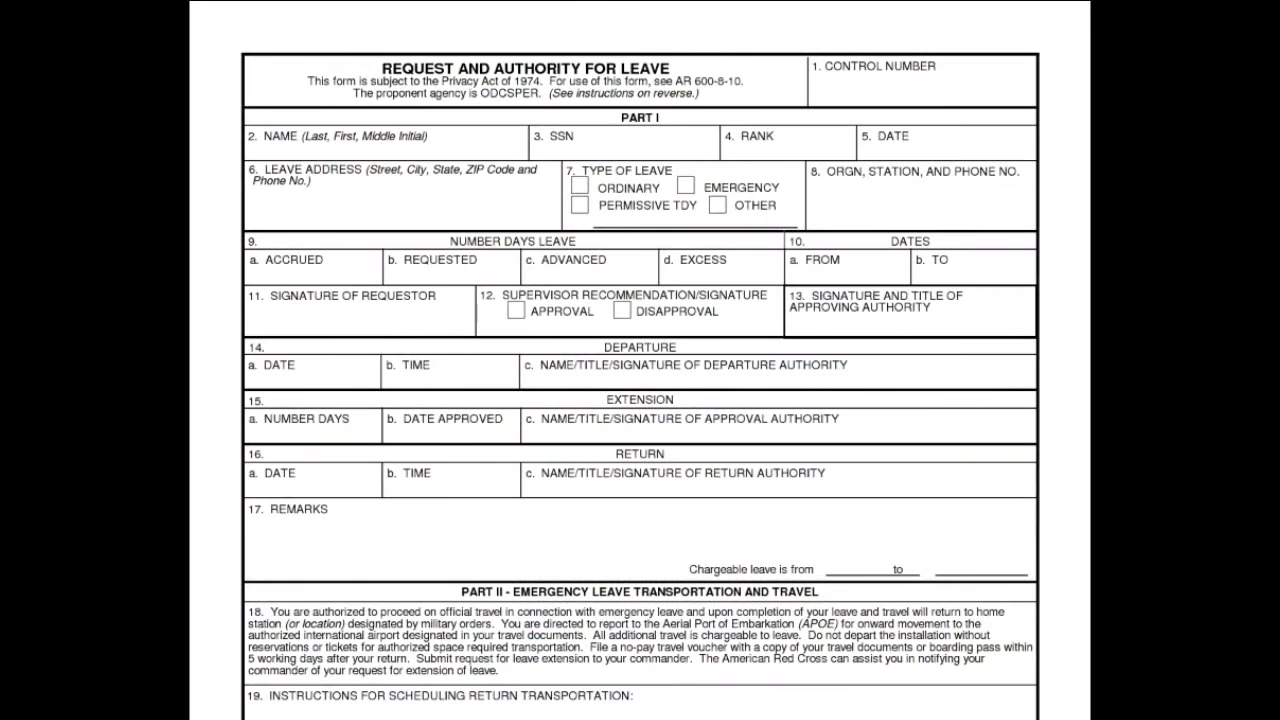 REQUEST AND AUTHORITY FOR LEAVE
This form is subject to the Privacy Act of 1974. For use of this form, see AR 600-8-10.
The proponent agency is ODCSPER. (See instructions on reverse.)
1. CONTROL NUMBER
PART I
2. NAME (Last, First, Middle Initial)
3. SSN
4. RANK
5. DATE
6. LEAVE ADDRESS (Street, City, State, ZIP Code and
Phone No.)
7. TYPE OF LEAVE
ORDINARY
EMERGENCY
PERMISSIVE TDY
OTHER
8. ORGN, STATION, AND PHONE NO.
9. NUMBER DAYS LEAVE
10. DATES
a. ACCRUED
b. REQUESTED
c. ADVANCED
d. EXCESS
a. FROM
b. TO
11. SIGNATURE OF REQUESTOR
12. SUPERVISOR RECOMMENDATION/SIGNATURE
APPROVAL
DISAPPROVAL
13. SIGNATURE AND TITLE OF
APPROVING AUTHORITY
14. DEPARTURE
a. DATE
b. TIME
c. NAME/TITLE/SIGNATURE OF DEPARTURE AUTHORITY
15. EXTENSION
a. NUMBER DAYS
b. DATE APPROVED
c. NAME/TITLE/SIGNATURE OF APPROVAL AUTHORITY
16. RETURN
a. DATE
b. TIME
c. NAME/TITLE/SIGNATURE OF RETURN AUTHORITY
17. REMARKS
Chargeable leave is from to
PART II - EMERGENCY LEAVE TRANSPORTATION AND TRAVEL
18. You are authorized to proceed on official travel in connection with emergency leave and upon completion of your leave and travel will return to home
station (or location) designated by military orders. You are directed to report to the Aerial Port of Embarkation (APOE) for onward movement to the
authorized international airport designated in your travel documents. All additional travel is chargeable to leave. Do not depart the installation without
reservations or tickets for authorized space required transportation. File a no-pay travel voucher with a copy of your travel documents or boarding pass within
5 working days after your return. Submit request for leave extension to your commander. The American Red Cross can assist you in notifying your
commander of your request for extension of leave.
19. INSTRUCTIONS FOR SCHEDULING RETURN TRANSPORTATION: